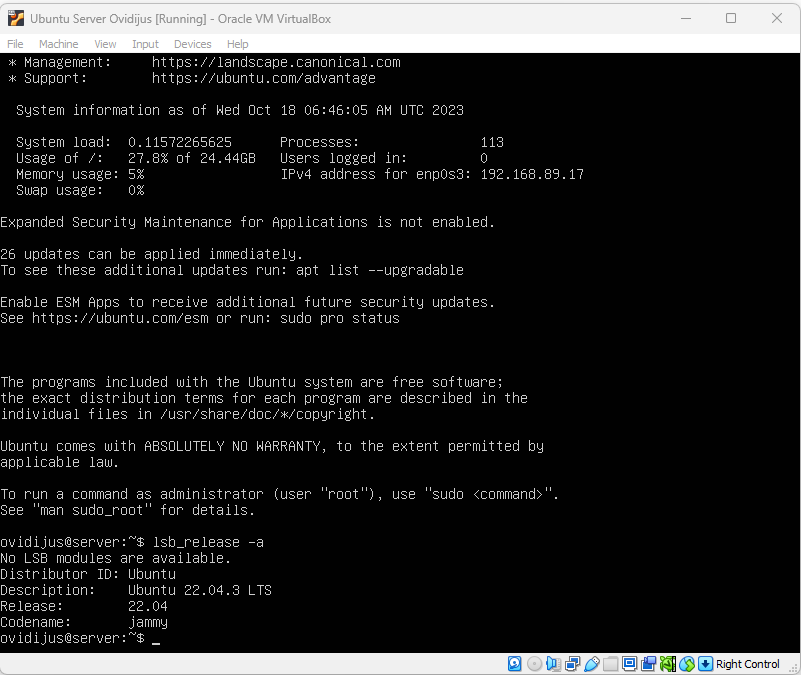 Ubuntu Server Ovidijus [Running] - Oracle VM VirtualBox
File Machine View Input Devices Help
* Management: https://landscape.canonical.com
* Support: https://ubuntu.com/advantage
System information as of Wed Oct 18 06:46:05 AM UTC 2023
System load: 0.11572265625 Processes: 113
Usage of /: 27.8% of 24.44GB Users logged in: 0
Memory usage: 5% IPv4 address for enp0s3: 192.168.89.17
Swap usage: 0%
Expanded Security Maintenance for Applications is not enabled.
26 updates can be applied immediately.
To see these additional updates run: apt list --upgradable
Enable ESM Apps to receive additional future security updates.
See https://ubuntu.com/esm or run: sudo pro status
The programs included with the Ubuntu system are free software;
the exact distribution terms for each program are described in the
individual files in /usr/share/doc/*/copyright.
Ubuntu comes with ABSOLUTELY NO WARRANTY, to the extent permitted by
applicable law.
To run a command as administrator (user "root"), use "sudo <command>".
See "man sudo_root" for details.
ovidijus@server:~$ lsb_release -a
No LSB modules are available.
Distributor ID: Ubuntu
Description: Ubuntu 22.04.3 LTS
Release: 22.04
Codename: jammy
ovidijus@server:~$ _
Right Control